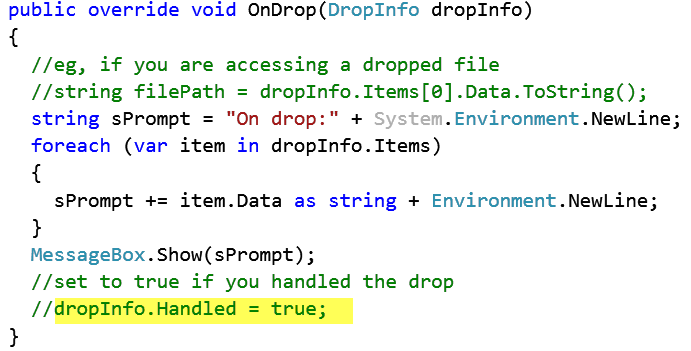 public override void OnDrop(DropInfo dropInfo)
{
  //eg, if you are accessing a dropped file
  //string filePath = dropInfo.Items[0].Data.ToString();
  string sPrompt = "On drop:" + System.Environment.NewLine;
  foreach (var item in dropInfo.Items)
  {
    sPrompt += item.Data as string + Environment.NewLine;
  }
  MessageBox.Show(sPrompt);
  //set to true if you handled the drop
  //dropInfo.Handled = true;
}